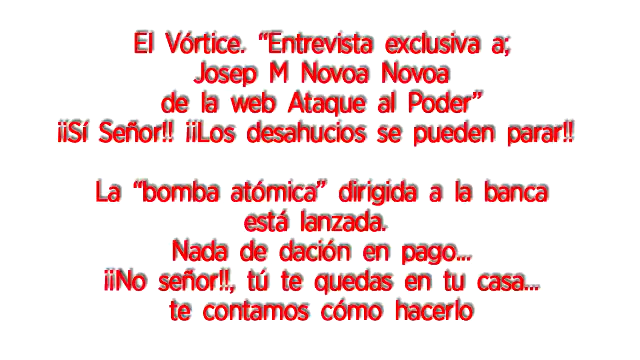 El Vórtice. "Entrevista exclusiva a;
Josep M Novoa Novoa
de la web Ataque al Poder"
¡¡Sí Señor!! ¡¡Los desahucios se pueden parar!!
La "bomba atómica" dirigida a la banca
está lanzada.
Nada de dación en pago...
¡¡No señor!!, tú te quedas en tu casa...
te contamos cómo hacerlo